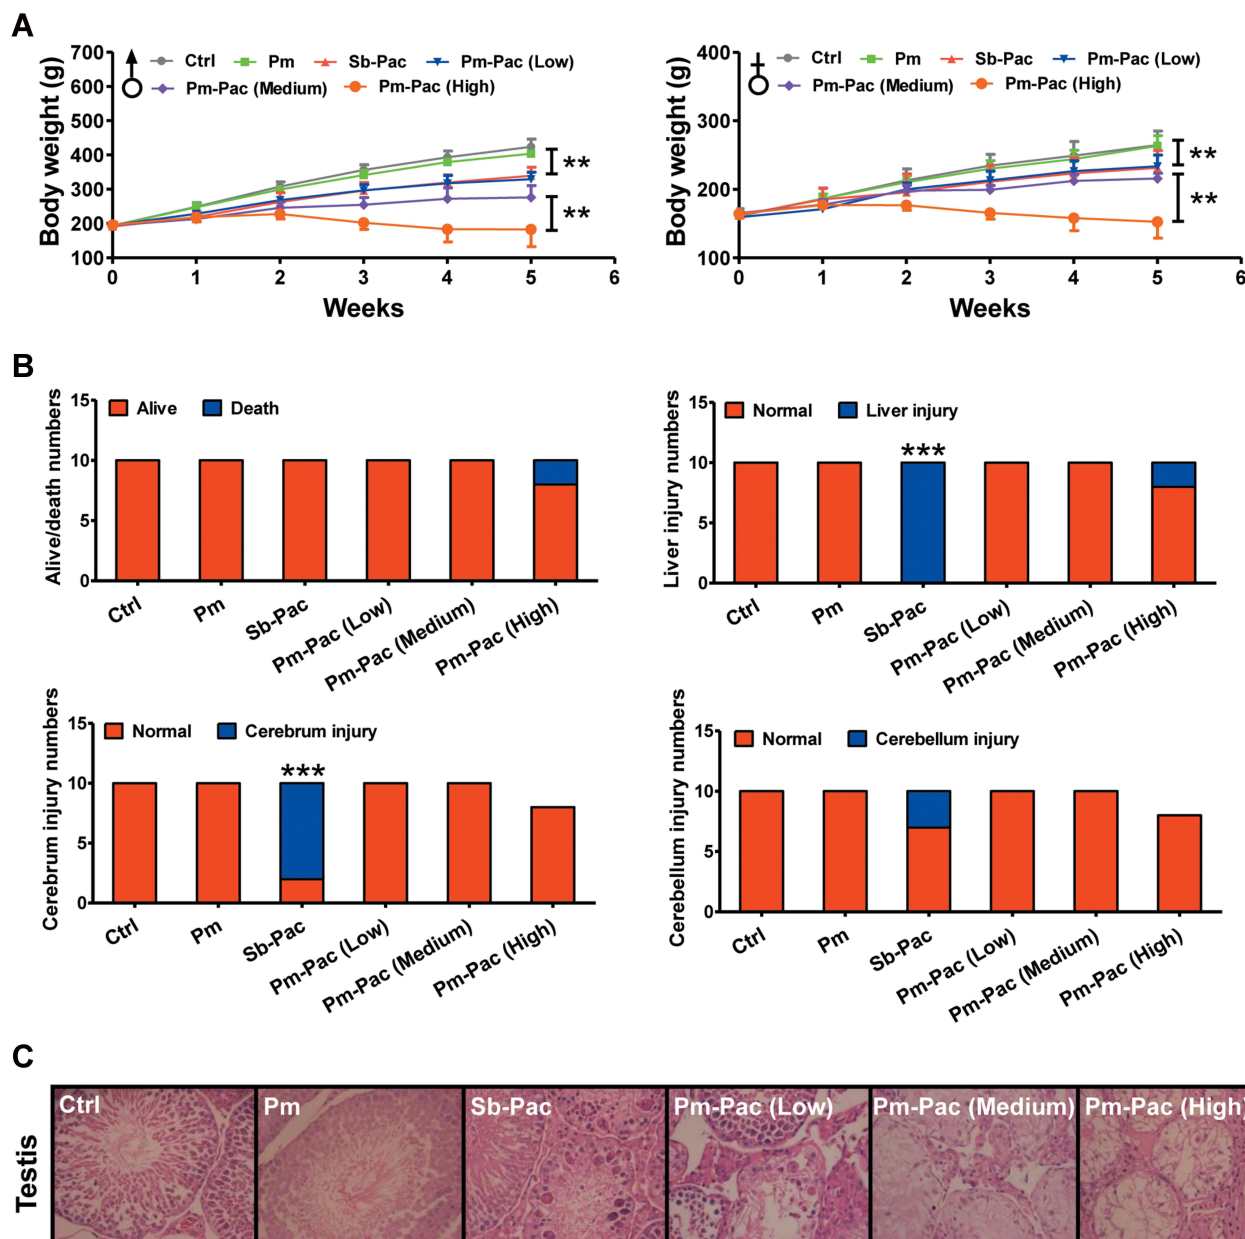 A
700
600
500
400
300
200
100
Body weight (g)
Ctrl Pm Sb-Pac Pm-Pac (Low)
Pm-Pac (Medium) Pm-Pac (High)
**
**
0 1 2 3 4 5 6
Weeks
400
300
200
100
Body weight (g)
Ctrl Pm Sb-Pac Pm-Pac (Low)
Pm-Pac (Medium) Pm-Pac (High)
**
**
0 1 2 3 4 5 6
Weeks
B
Alive/death numbers
15
10
5
0
Alive Death
Ctrl
Pm
Sb-Pac
Pm-Pac (Low)
Pm-Pac (Medium)
Pm-Pac (High)
Liver injury numbers
15
10
5
0
Normal Liver injury
***
Ctrl
Pm
Sb-Pac
Pm-Pac (Low)
Pm-Pac (Medium)
Pm-Pac (High)
Cerebrum injury numbers
15
10
5
0
Normal Cerebrum injury
***
Ctrl
Pm
Sb-Pac
Pm-Pac (Low)
Pm-Pac (Medium)
Pm-Pac (High)
Cerebellum injury numbers
15
10
5
0
Normal Cerebellum injury
Ctrl
Pm
Sb-Pac
Pm-Pac (Low)
Pm-Pac (Medium)
Pm-Pac (High)
C
Testis
Ctrl Pm Sb-Pac Pm-Pac (Low) Pm-Pac (Medium) Pm-Pac (High)